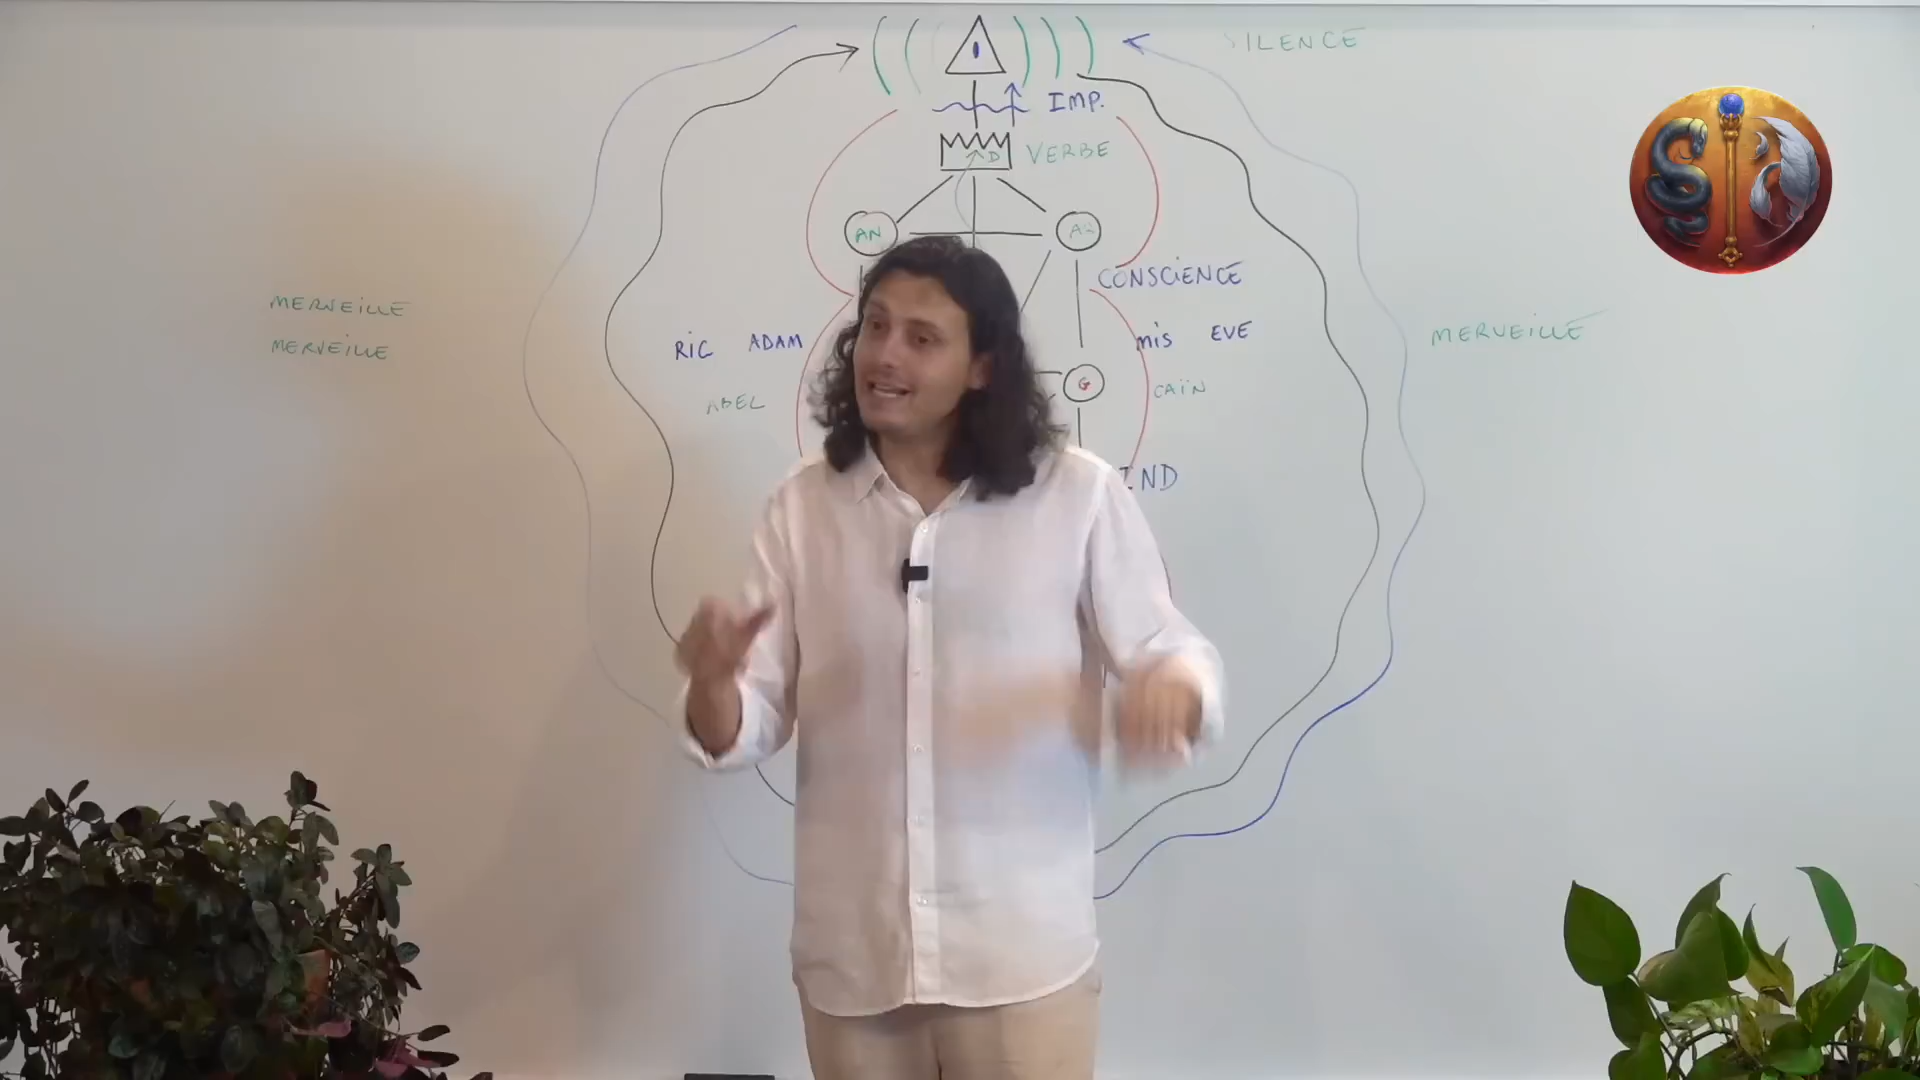 SILENCE
IMP.
D VERBE
AN
CONSCIENCE
MERVEILLE
MERVEILLE
RIC ADAM
mis EVE
MERVEILLE
ABEL
G
CAÏN